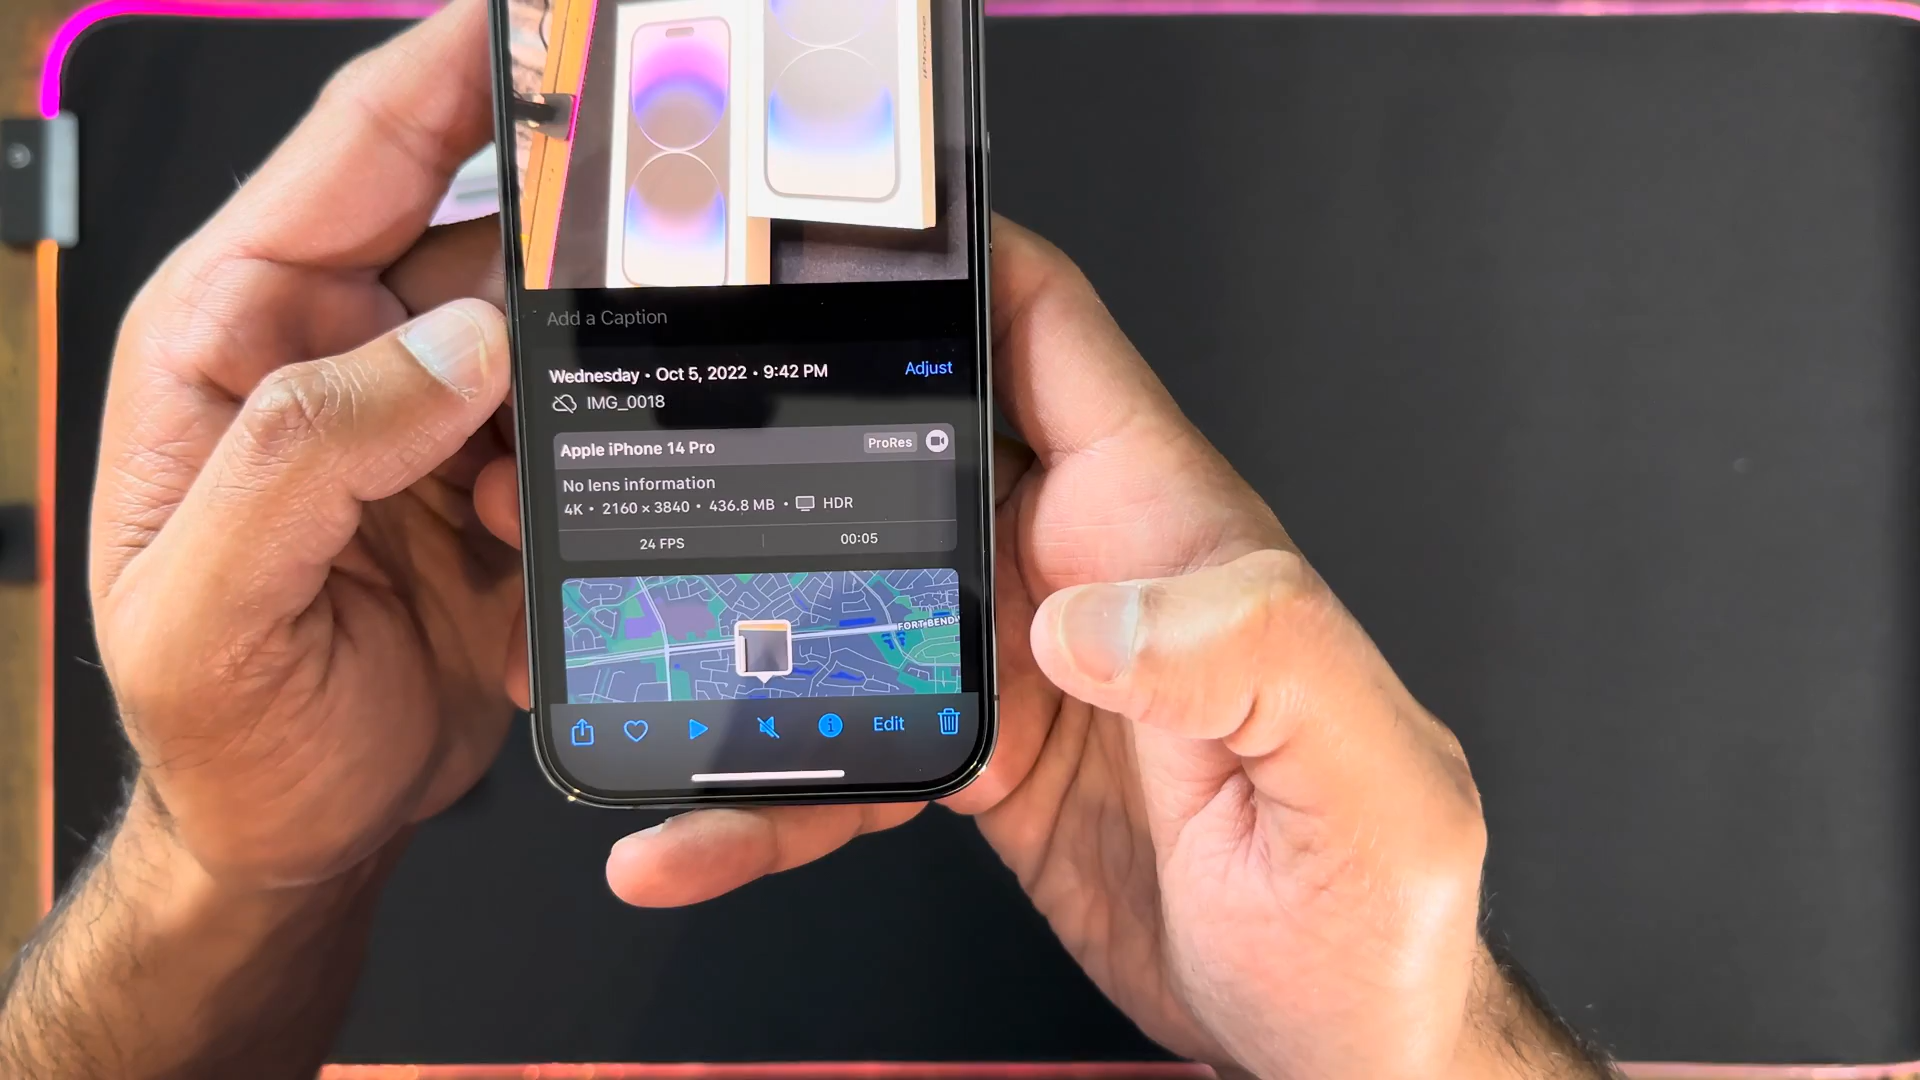 iPhone
Add a Caption
Wednesday • Oct 5, 2022 • 9:42 PM
Adjust
IMG_0018
Apple iPhone 14 Pro
ProRes
No lens information
4K • 2160 × 3840 • 436.8 MB • HDR
24 FPS
00:05
FORT BEND
Edit